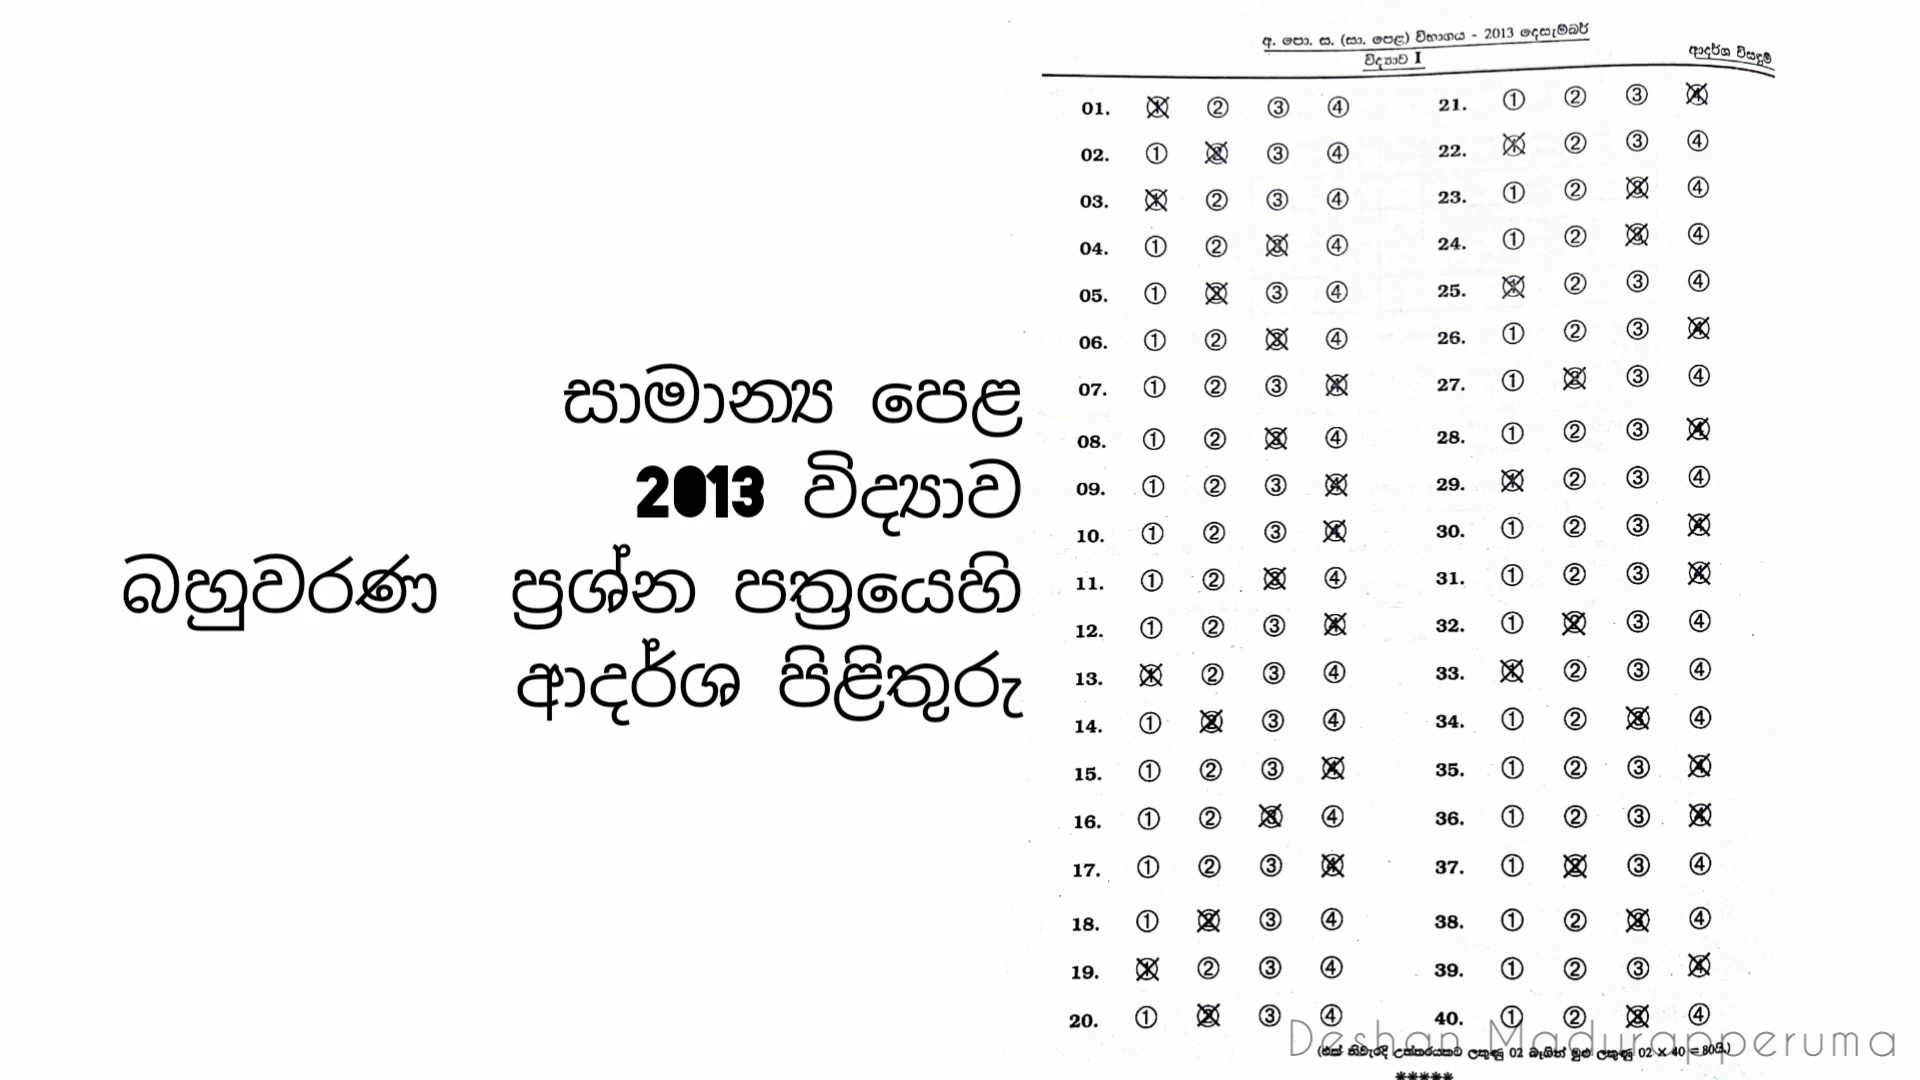 සාමාන්‍ය පෙළ
2013 විද්‍යාව
බහුවරණ ප්‍රශ්න පත්‍රයෙහි
ආදර්ශ පිළිතුරු
අ. පො. ස. (සා. පෙළ) විභාගය - 2013 දෙසැම්බර්
විද්‍යාව I
ආදර්ශ විසඳුම්
01. ① ② ③ ④
02. ① ② ③ ④
03. ① ② ③ ④
04. ① ② ③ ④
05. ① ② ③ ④
06. ① ② ③ ④
07. ① ② ③ ④
08. ① ② ③ ④
09. ① ② ③ ④
10. ① ② ③ ④
11. ① ② ③ ④
12. ① ② ③ ④
13. ① ② ③ ④
14. ① ② ③ ④
15. ① ② ③ ④
16. ① ② ③ ④
17. ① ② ③ ④
18. ① ② ③ ④
19. ① ② ③ ④
20. ① ② ③ ④
21. ① ② ③ ④
22. ① ② ③ ④
23. ① ② ③ ④
24. ① ② ③ ④
25. ① ② ③ ④
26. ① ② ③ ④
27. ① ② ③ ④
28. ① ② ③ ④
29. ① ② ③ ④
30. ① ② ③ ④
31. ① ② ③ ④
32. ① ② ③ ④
33. ① ② ③ ④
34. ① ② ③ ④
35. ① ② ③ ④
36. ① ② ③ ④
37. ① ② ③ ④
38. ① ② ③ ④
39. ① ② ③ ④
40. ① ② ③ ④
(එක් නිවැරදි උත්තරයකට ලකුණු 02 බැගින් මුළු ලකුණු 02 × 40 = 80යි.)
*****
Deshan Madurapperuma